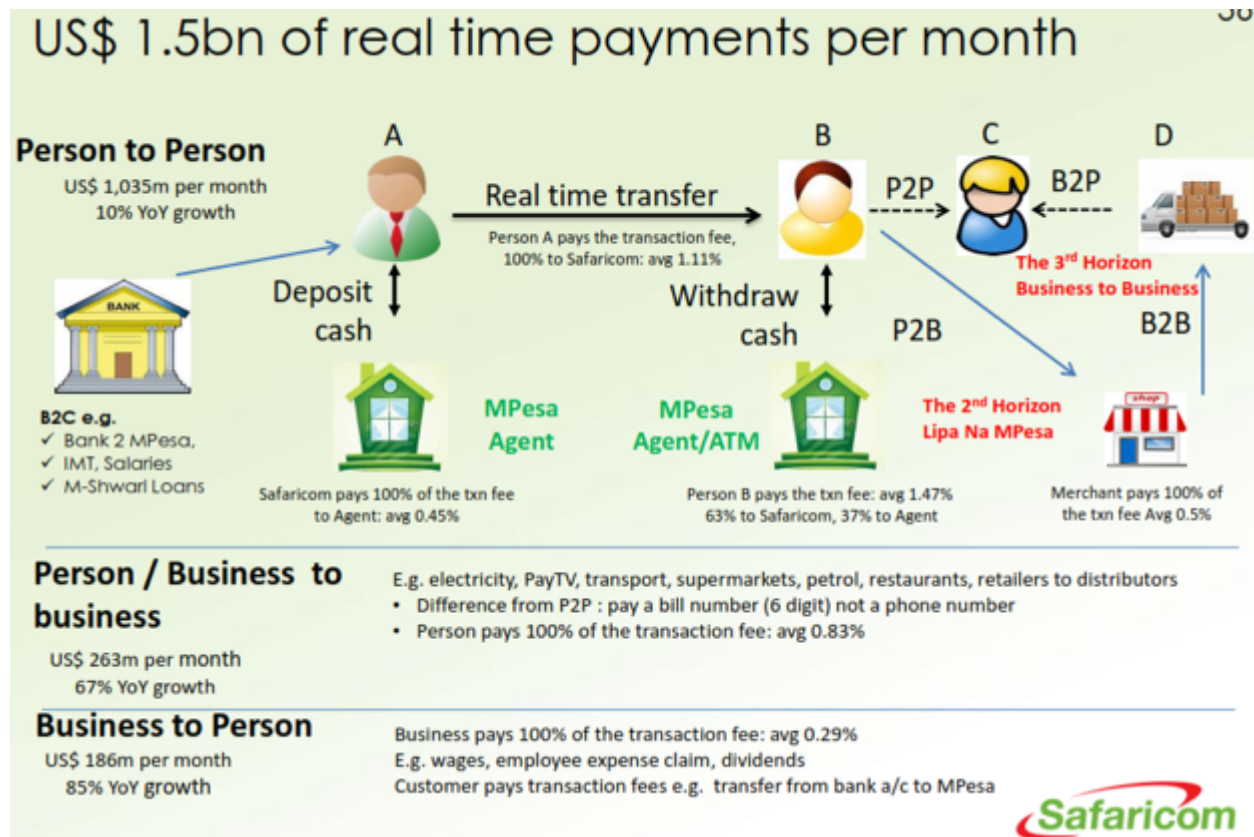 US$ 1.5bn of real time payments per month
Person to Person
US$ 1,035m per month
10% YoY growth
A
B
C
D
Real time transfer
Person A pays the transaction fee,
100% to Safaricom: avg 1.11%
P2P
B2P
The 3rd Horizon
Business to Business
BANK
Deposit
cash
Withdraw
cash
P2B
B2B
B2C e.g.
✓ Bank 2 MPesa,
✓ IMT, Salaries
✓ M-Shwari Loans
MPesa
Agent
MPesa
Agent/ATM
The 2nd Horizon
Lipa Na MPesa
shop
Safaricom pays 100% of the txn fee
to Agent: avg 0.45%
Person B pays the txn fee: avg 1.47%
63% to Safaricom, 37% to Agent
Merchant pays 100% of
the txn fee Avg 0.5%
Person / Business to
business
US$ 263m per month
67% YoY growth
E.g. electricity, PayTV, transport, supermarkets, petrol, restaurants, retailers to distributors
• Difference from P2P : pay a bill number (6 digit) not a phone number
• Person pays 100% of the transaction fee: avg 0.83%
Business to Person
US$ 186m per month
85% YoY growth
Business pays 100% of the transaction fee: avg 0.29%
E.g. wages, employee expense claim, dividends
Customer pays transaction fees e.g. transfer from bank a/c to MPesa
Safaricom